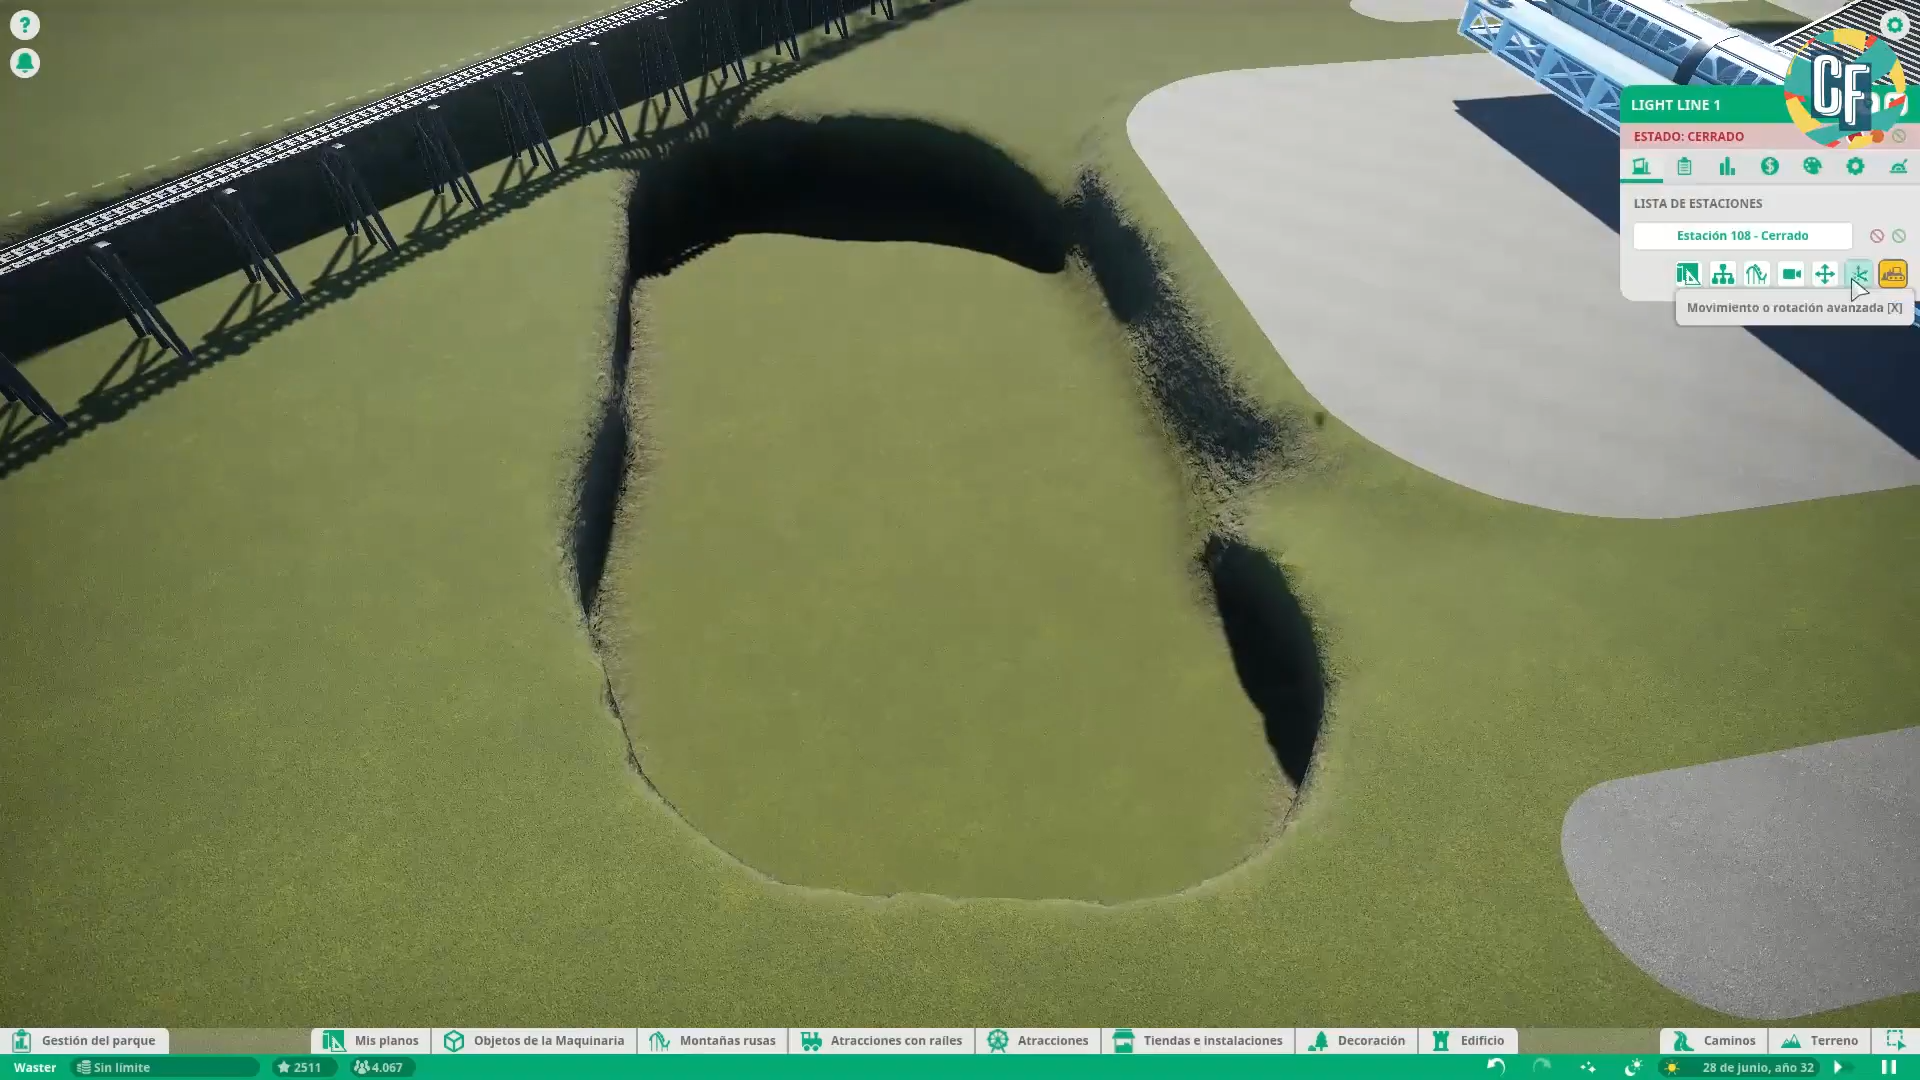 ?
CF
LIGHT LINE 1
ESTADO: CERRADO
LISTA DE ESTACIONES
Estación 108 - Cerrado
Movimiento o rotación avanzada [X]
Gestión del parque
Mis planos
Objetos de la Maquinaria
Montañas rusas
Atracciones con raíles
Atracciones
Tiendas e instalaciones
Decoración
Edificio
Caminos
Terreno
Waster
Sin límite
2511
4.067
28 de junio, año 32